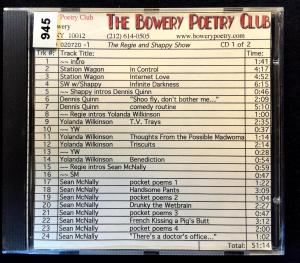 945
Poetry Club
THE BOWERY POETRY CLUB
NY 10012 (212) 614-0505 www.bowerypoetry.com
020720 -1 The Regie and Shappy Show CD 1 of 2
Trk #: Track Title: Time:
1 ~~ intro 1:41
2 Station Wagon In Control 4:17
3 Station Wagon Internet Love 4:52
4 SW w/Shappy Infinite Darkness 6:15
5 ~~ Shappy intros Dennis Quinn 0:46
6 Dennis Quinn "Shoo fly, don't bother me"... 2:09
7 Dennis Quinn comedy routine 5:10
8 ~~ Regie intros Yolanda Wilkinson 1:00
9 Yolanda Wilkinson T.V. Trays 2:35
10 ~~ YW 0:37
11 Yolanda Wilkinson Thoughts From the Possible Madwoma 1:14
12 Yolanda Wilkinson Triscuits 2:14
13 ~~ YW 0:28
14 Yolanda Wilkinson Benediction 0:54
15 ~~ Regie intros Sean McNally 1:59
16 ~~ SM 0:47
17 Sean McNally pocket poems 1 1:22
18 Sean McNally Handsome Pants 3:09
19 Sean McNally pocket poems 2 1:04
20 Sean McNally Drunky the Wetbrain 2:27
21 Sean McNally pocket poems 3 0:47
22 Sean McNally French Kissing a Pig's Butt 3:12
23 Sean McNally pocket poems 4 2:00
24 Sean McNally "There's a doctor's office"... 1:02
Total: 51:14